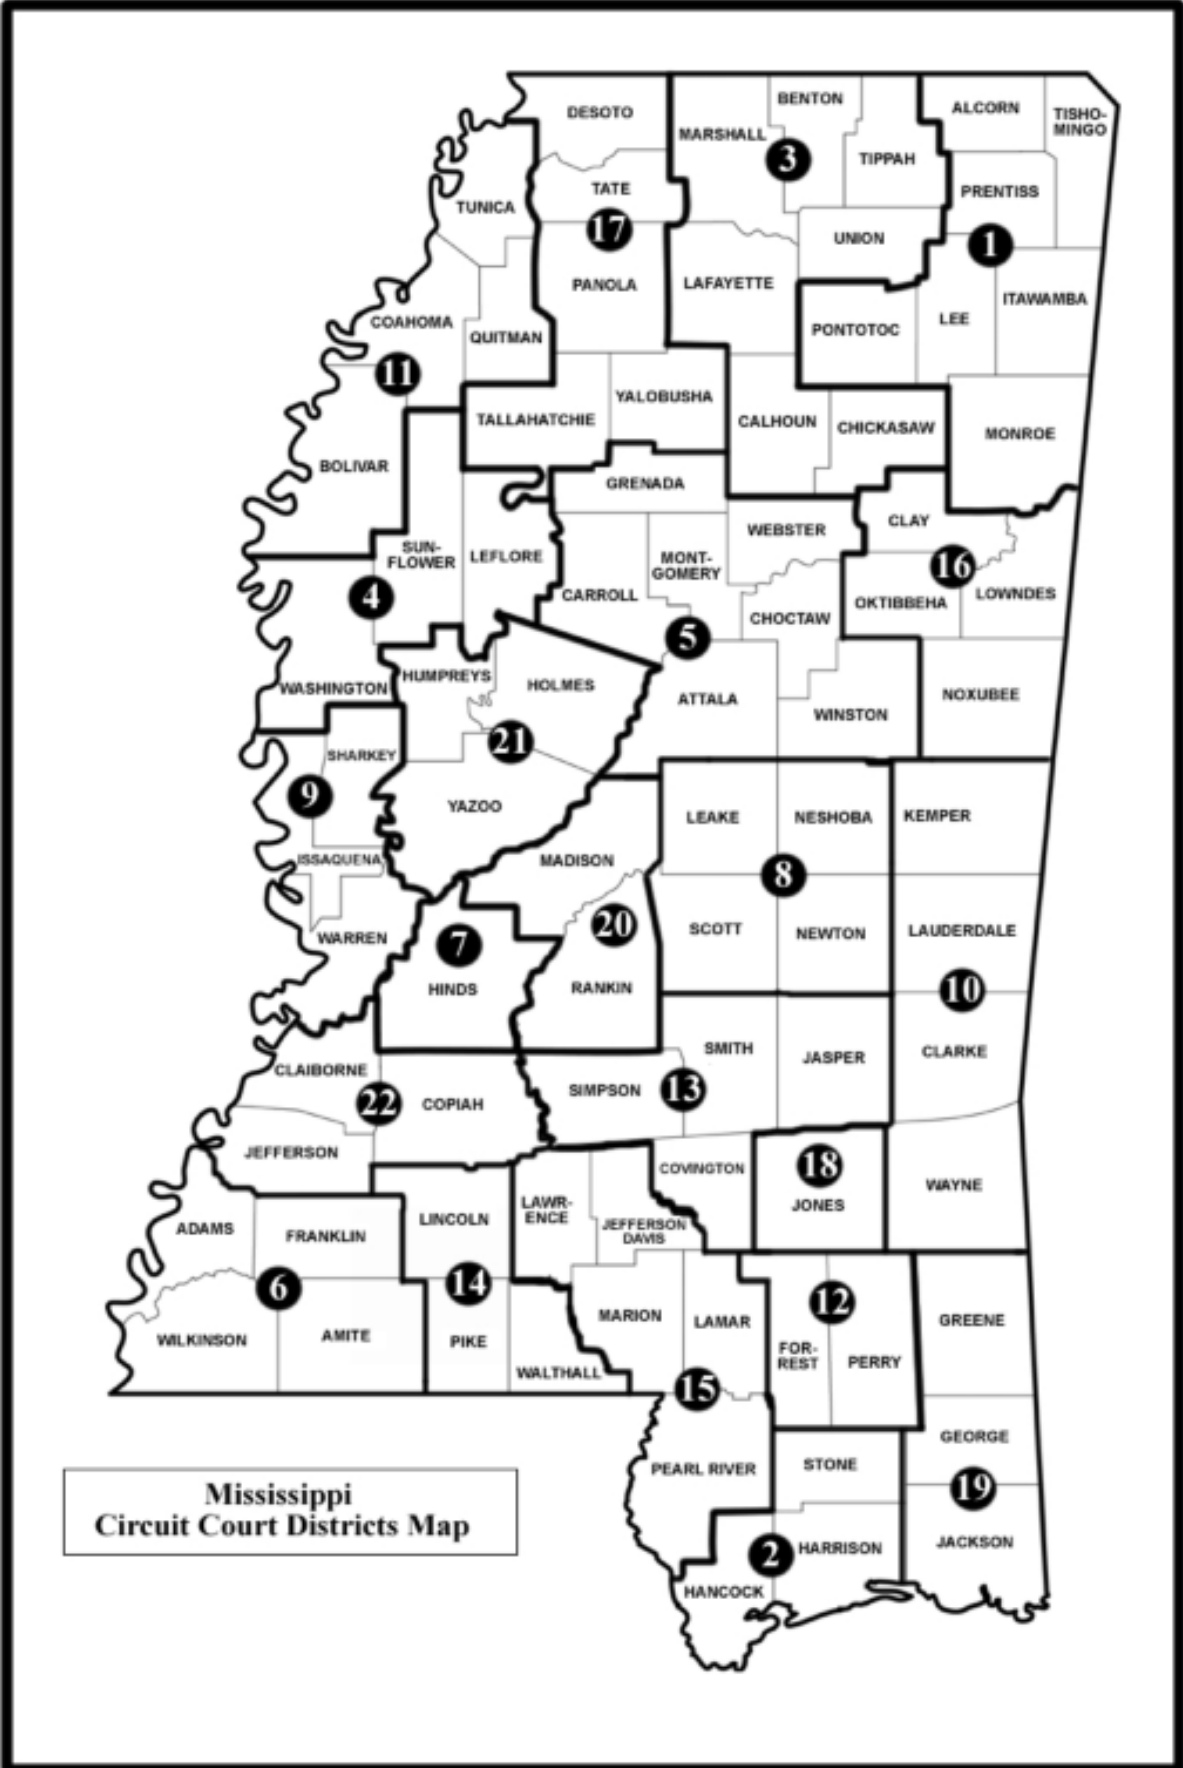 DESOTO
BENTON
ALCORN
TISHO-
MINGO
MARSHALL
3
TIPPAH
TATE
PRENTISS
TUNICA
17
UNION
1
PANOLA
LAFAYETTE
ITAWAMBA
COAHOMA
QUITMAN
PONTOTOC
LEE
11
YALOBUSHA
TALLAHATCHIE
CALHOUN
CHICKASAW
MONROE
BOLIVAR
GRENADA
CLAY
WEBSTER
SUN-
FLOWER
LEFLORE
MONT-
GOMERY
16
4
CARROLL
CHOCTAW
OKTIBBEHA
LOWNDES
5
HUMPREYS
WASHINGTON
HOLMES
ATTALA
WINSTON
NOXUBEE
21
SHARKEY
9
YAZOO
LEAKE
NESHOBA
KEMPER
ISSAQUENA
MADISON
8
20
SCOTT
NEWTON
LAUDERDALE
WARREN
7
HINDS
RANKIN
10
SMITH
JASPER
CLARKE
CLAIBORNE
22
COPIAH
SIMPSON
13
JEFFERSON
COVINGTON
18
JONES
WAYNE
ADAMS
FRANKLIN
LINCOLN
LAWR-
ENCE
JEFFERSON
DAVIS
6
14
12
WILKINSON
AMITE
PIKE
MARION
LAMAR
GREENE
FOR-
REST
PERRY
WALTHALL
15
GEORGE
PEARL RIVER
STONE
19
Mississippi
Circuit Court Districts Map
2
HARRISON
JACKSON
HANCOCK